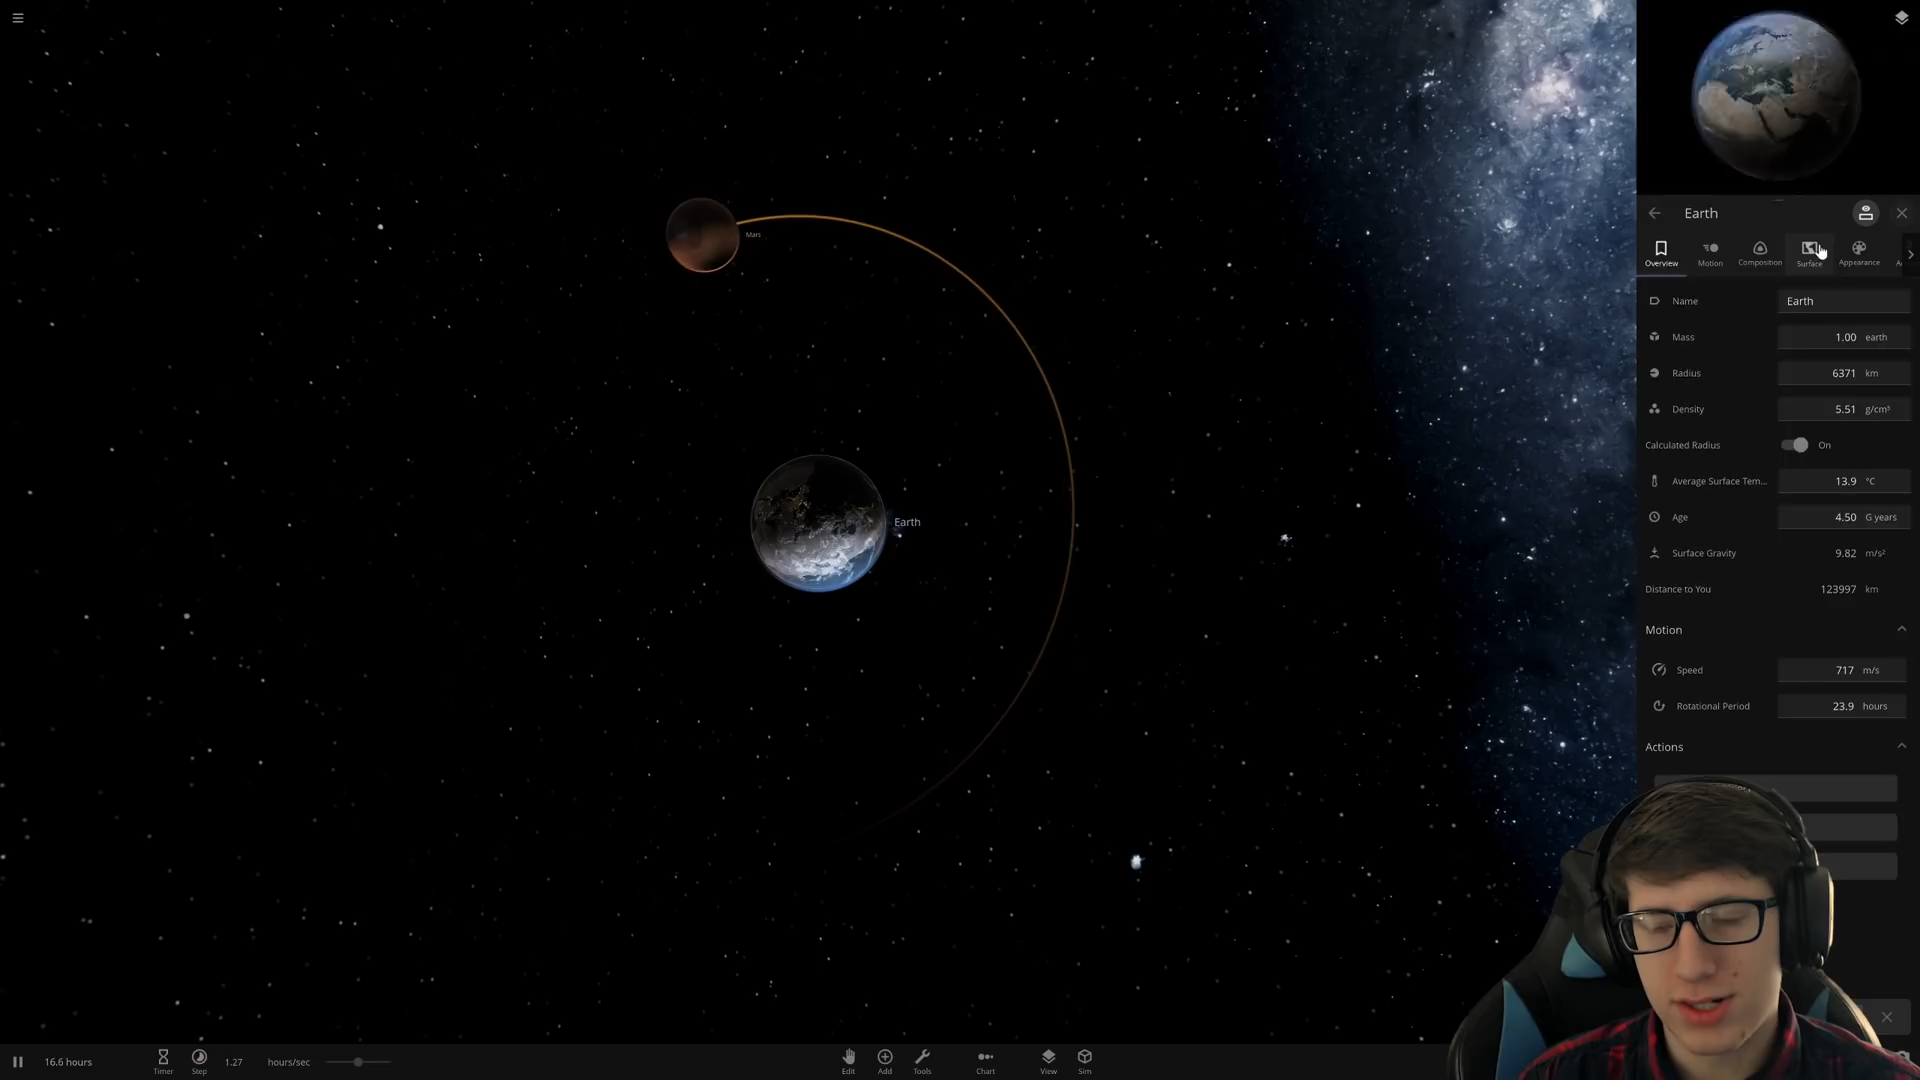 Mars
Earth
Earth
Overview
Motion
Composition
Surface
Appearance
Name
Earth
Mass
1.00 earth
Radius
6371 km
Density
5.51 g/cm³
Calculated Radius
On
Average Surface Tem...
13.9 °C
Age
4.50 G years
Surface Gravity
9.82 m/s²
Distance to You
123997 km
Motion
Speed
717 m/s
Rotational Period
23.9 hours
Actions
16.6 hours
Timer
Step
1.27 hours/sec
Edit
Add
Tools
Chart
View
Sim